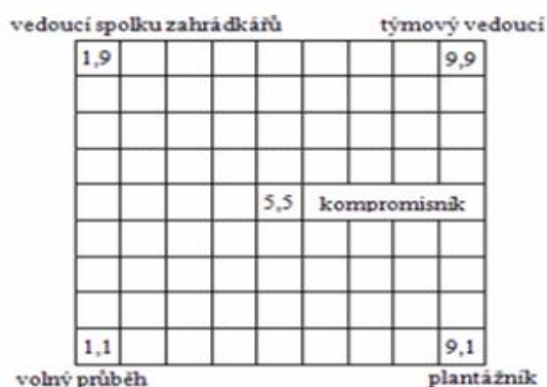 vedoucí spolku zahrádkářů týmový vedoucí
1,9 9,9
5,5 kompromisník
1,1 9,1
volný průběh plantážník